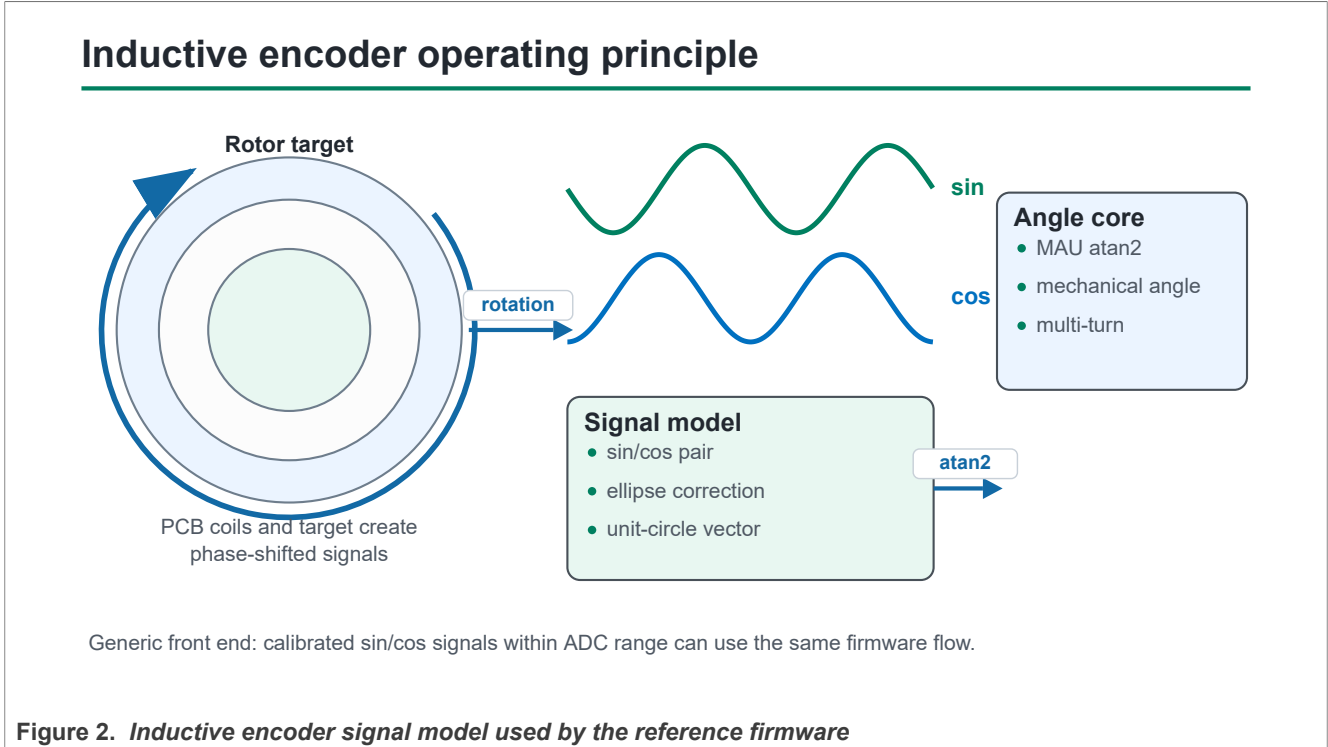 Inductive encoder operating principle
Rotor target
rotation
PCB coils and target create
phase-shifted signals
sin
cos
Angle core
MAU atan2
mechanical angle
multi-turn
Signal model
sin/cos pair
ellipse correction
unit-circle vector
atan2
Generic front end: calibrated sin/cos signals within ADC range can use the same firmware flow.
Figure 2. Inductive encoder signal model used by the reference firmware